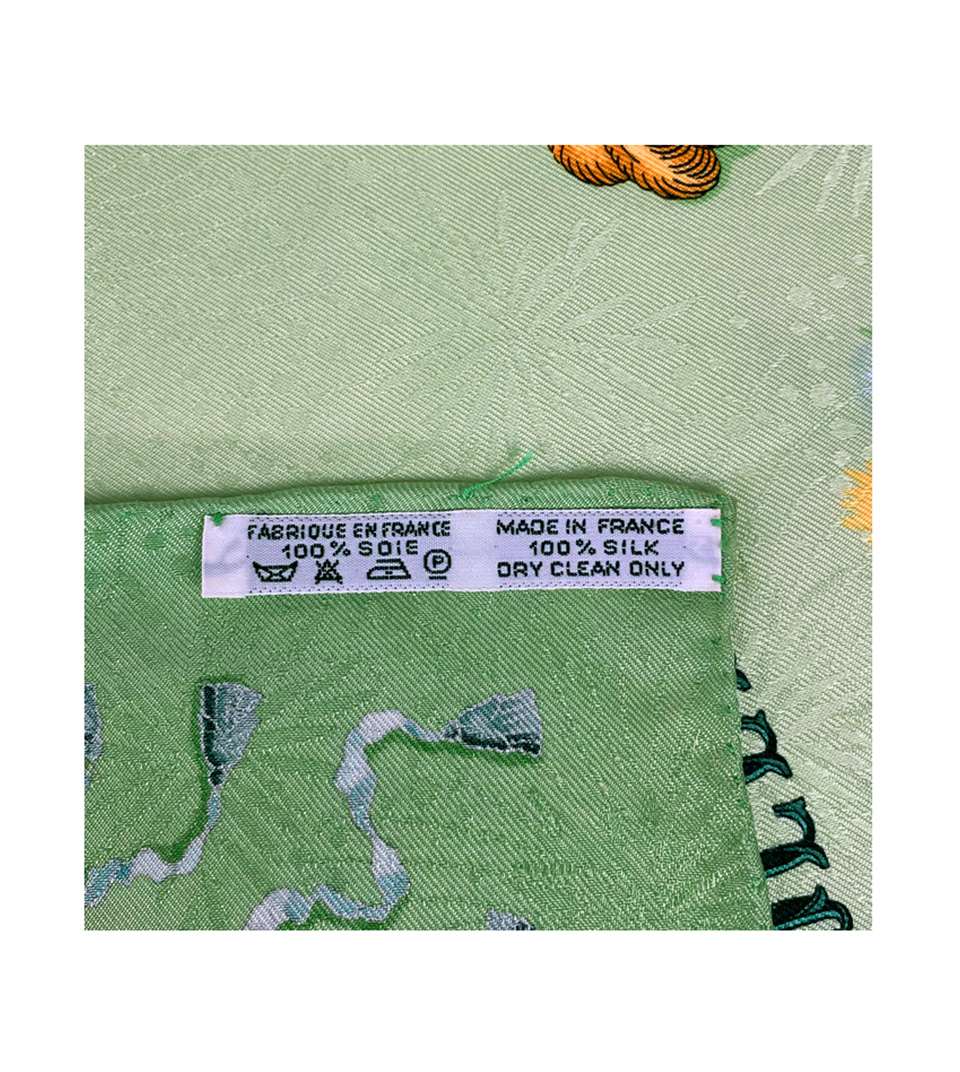 FABRIQUE EN FRANCE
100% SOIE
P
MADE IN FRANCE
100% SILK
DRY CLEAN ONLY